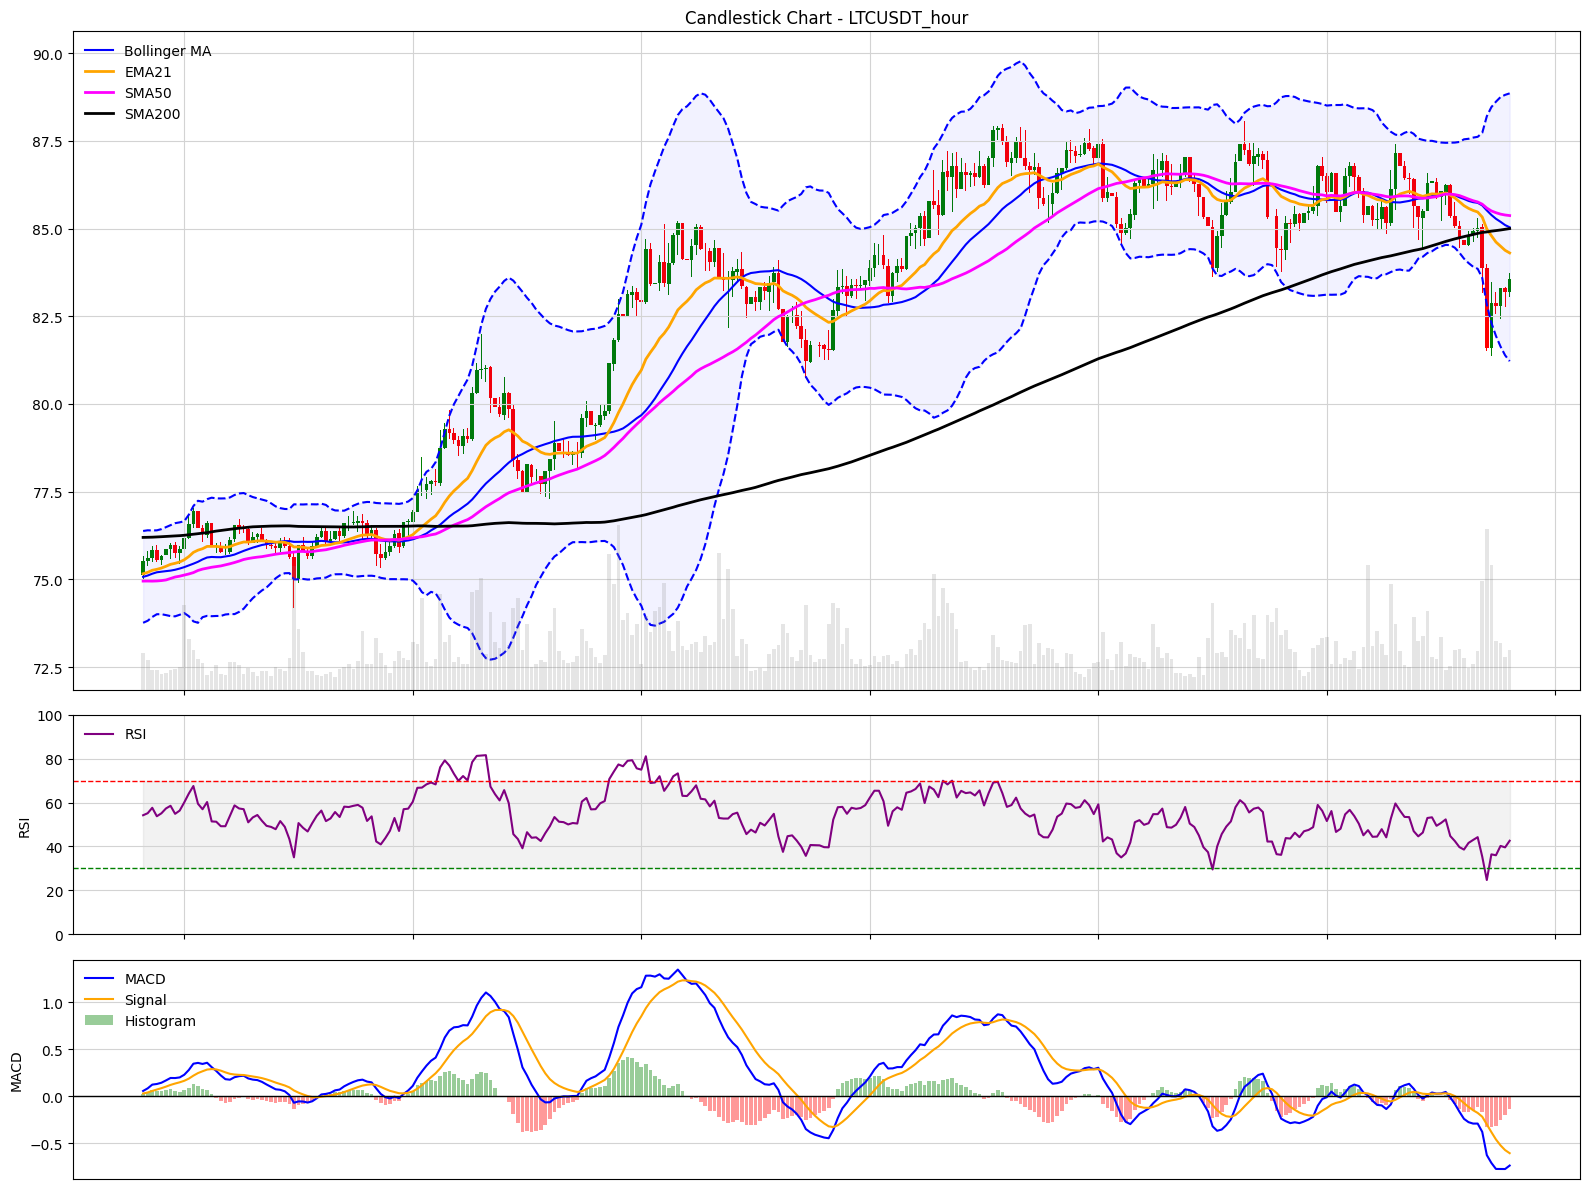 Candlestick Chart - LTCUSDT_hour
Bollinger MA
EMA21
SMA50
SMA200
90.0
87.5
85.0
82.5
80.0
77.5
75.0
72.5
RSI
100
80
60
40
20
0
RSI
MACD
Signal
Histogram
1.0
0.5
0.0
−0.5
MACD